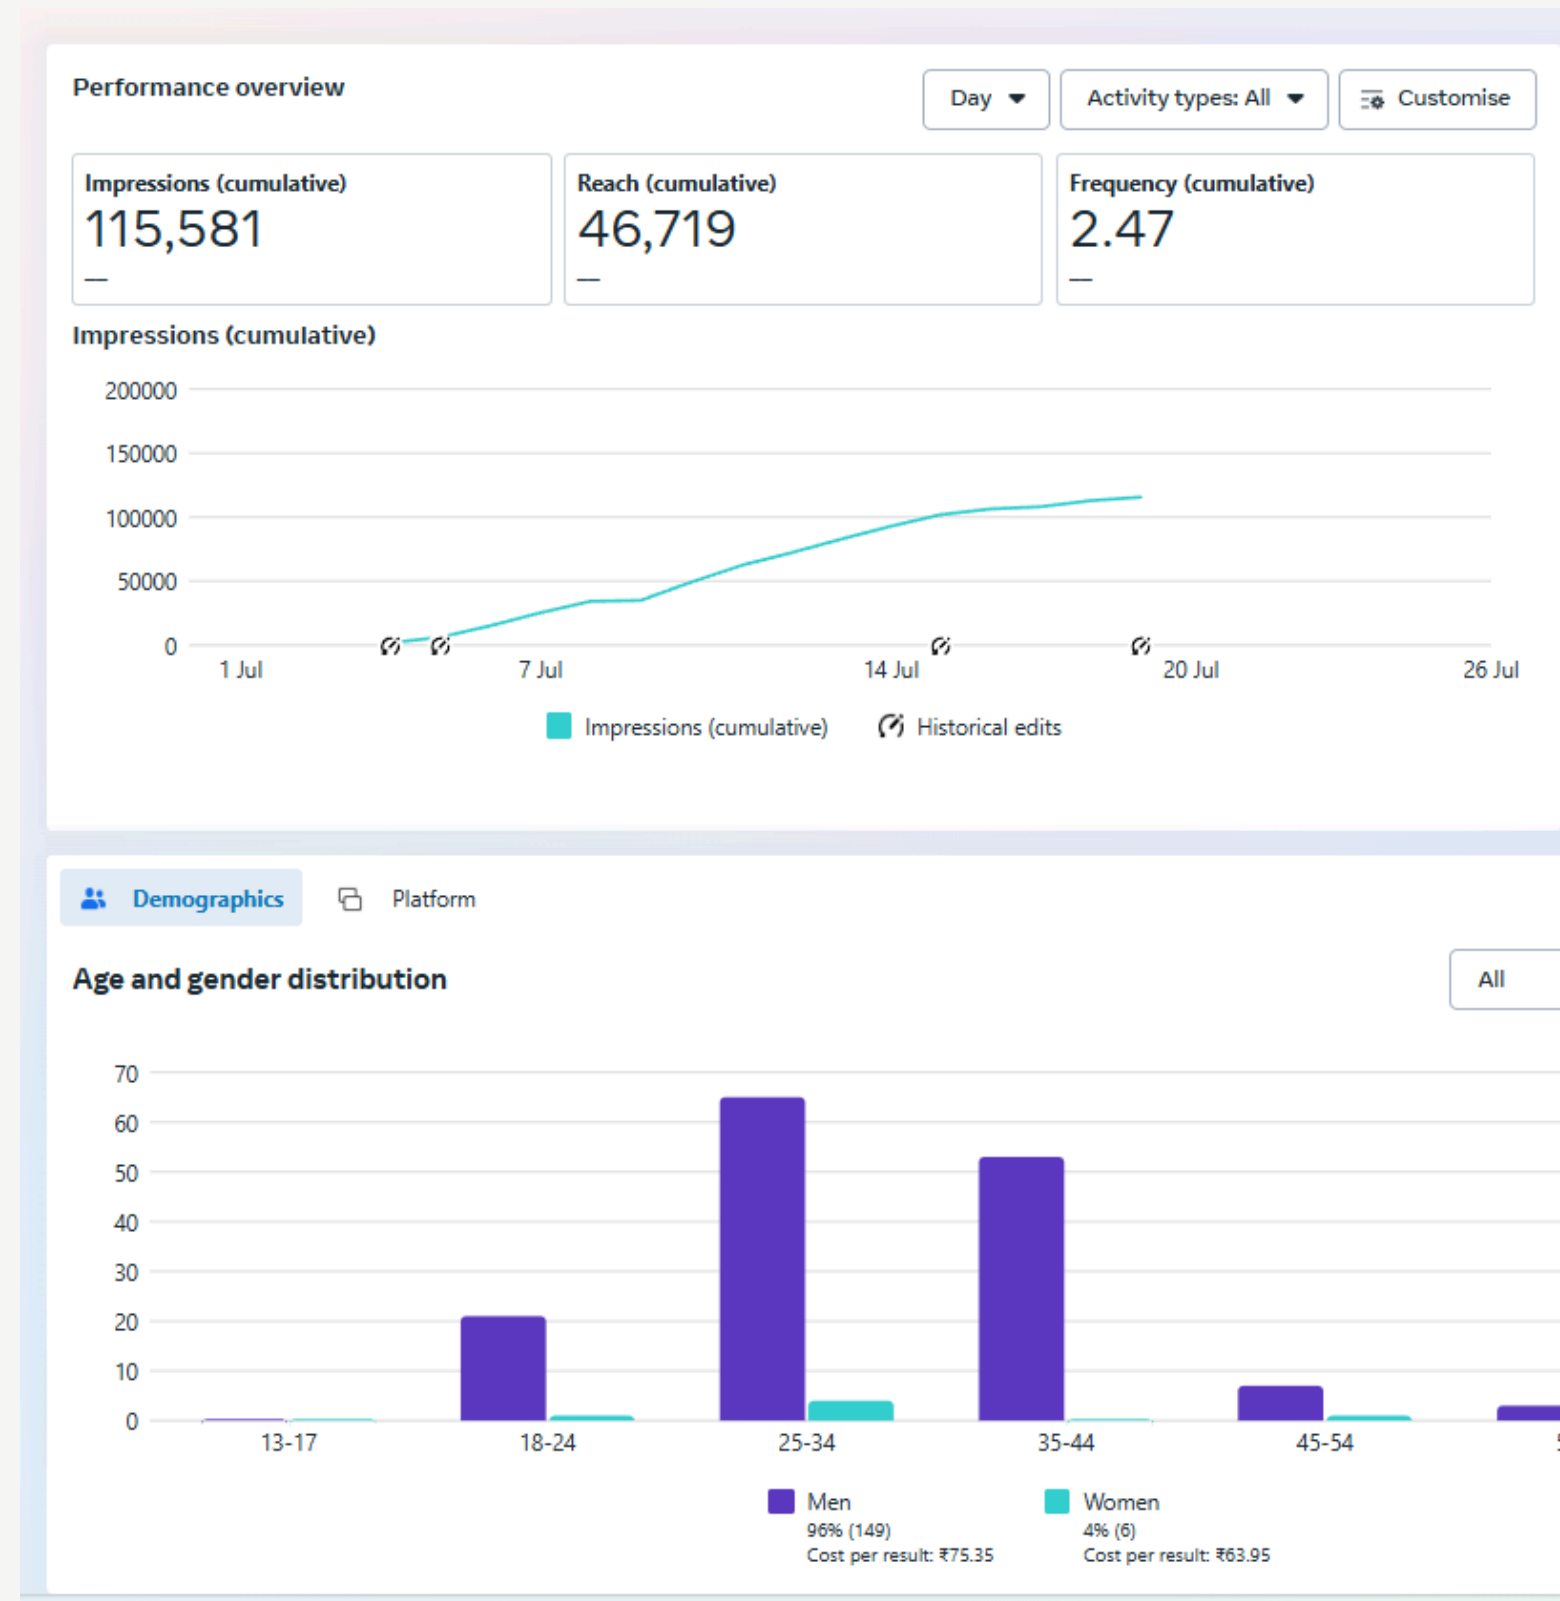 Performance overview
Day
Activity types: All
Customise
Impressions (cumulative)
115,581
—
Reach (cumulative)
46,719
—
Frequency (cumulative)
2.47
—
Impressions (cumulative)
200000
150000
100000
50000
0
1 Jul
7 Jul
14 Jul
20 Jul
26 Jul
Impressions (cumulative)
Historical edits
Demographics
Platform
Age and gender distribution
All
70
60
50
40
30
20
10
0
13-17
18-24
25-34
35-44
45-54
Men
96% (149)
Cost per result: ₹75.35
Women
4% (6)
Cost per result: ₹63.95